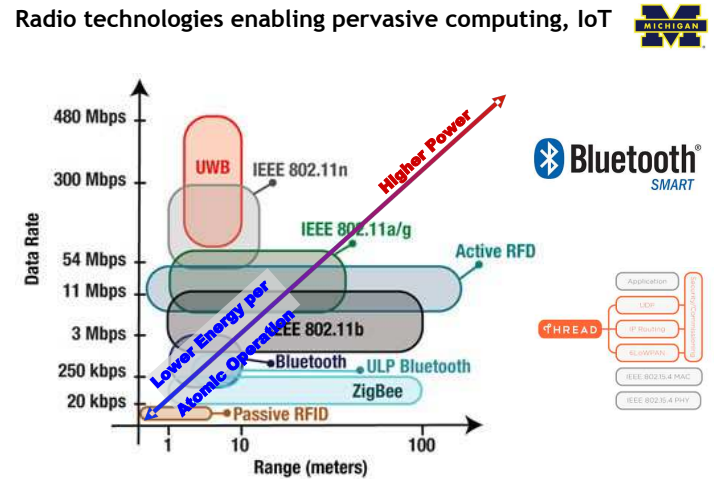 Radio technologies enabling pervasive computing, IoT
MICHIGAN
480 Mbps
300 Mbps
54 Mbps
11 Mbps
3 Mbps
250 kbps
20 kbps
Data Rate
UWB
IEEE 802.11n
IEEE 802.11a/g
Active RFD
IEEE 802.11b
Bluetooth
ULP Bluetooth
ZigBee
Passive RFID
Higher Power
Lower Energy per
Atomic Operation
1
10
100
Range (meters)
Bluetooth®
SMART
THREAD
Application
UDP
IP Routing
6LoWPAN
Security/Commissioning
IEEE 802.15.4 MAC
IEEE 802.15.4 PHY